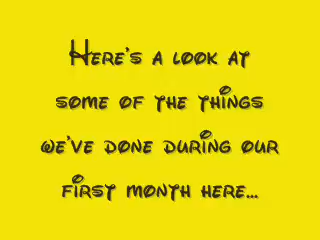 Here's a look at
some of the things
we've done during our
first month here...